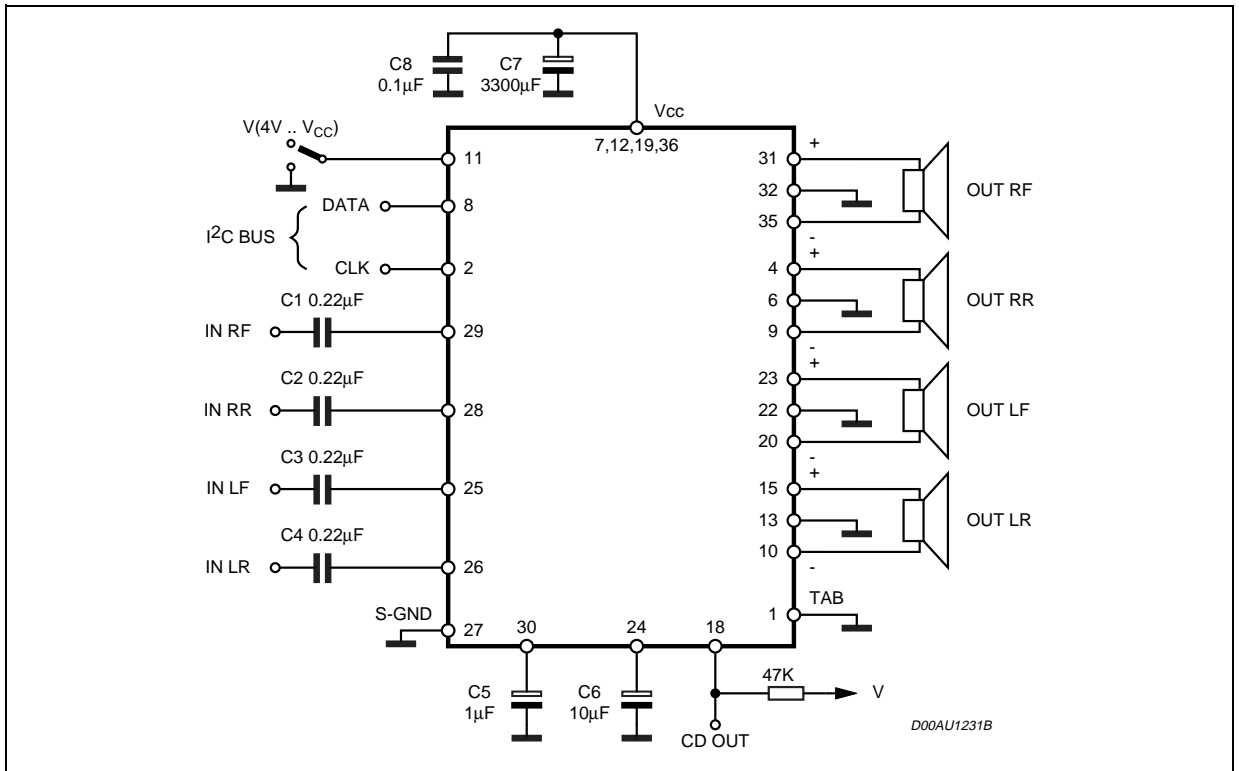 C8
0.1µF
C7
3300µF
Vcc
7,12,19,36
V(4V .. VCC)
11
DATA
8
I2C BUS
CLK
2
C1 0.22µF
IN RF
29
C2 0.22µF
IN RR
28
C3 0.22µF
IN LF
25
C4 0.22µF
IN LR
26
S-GND
27
30
24
18
31
+
32
35
-
OUT RF
+
4
6
9
-
OUT RR
+
23
22
20
-
OUT LF
+
15
13
10
-
OUT LR
1
TAB
C5
1µF
C6
10µF
47K
V
CD OUT
D00AU1231B